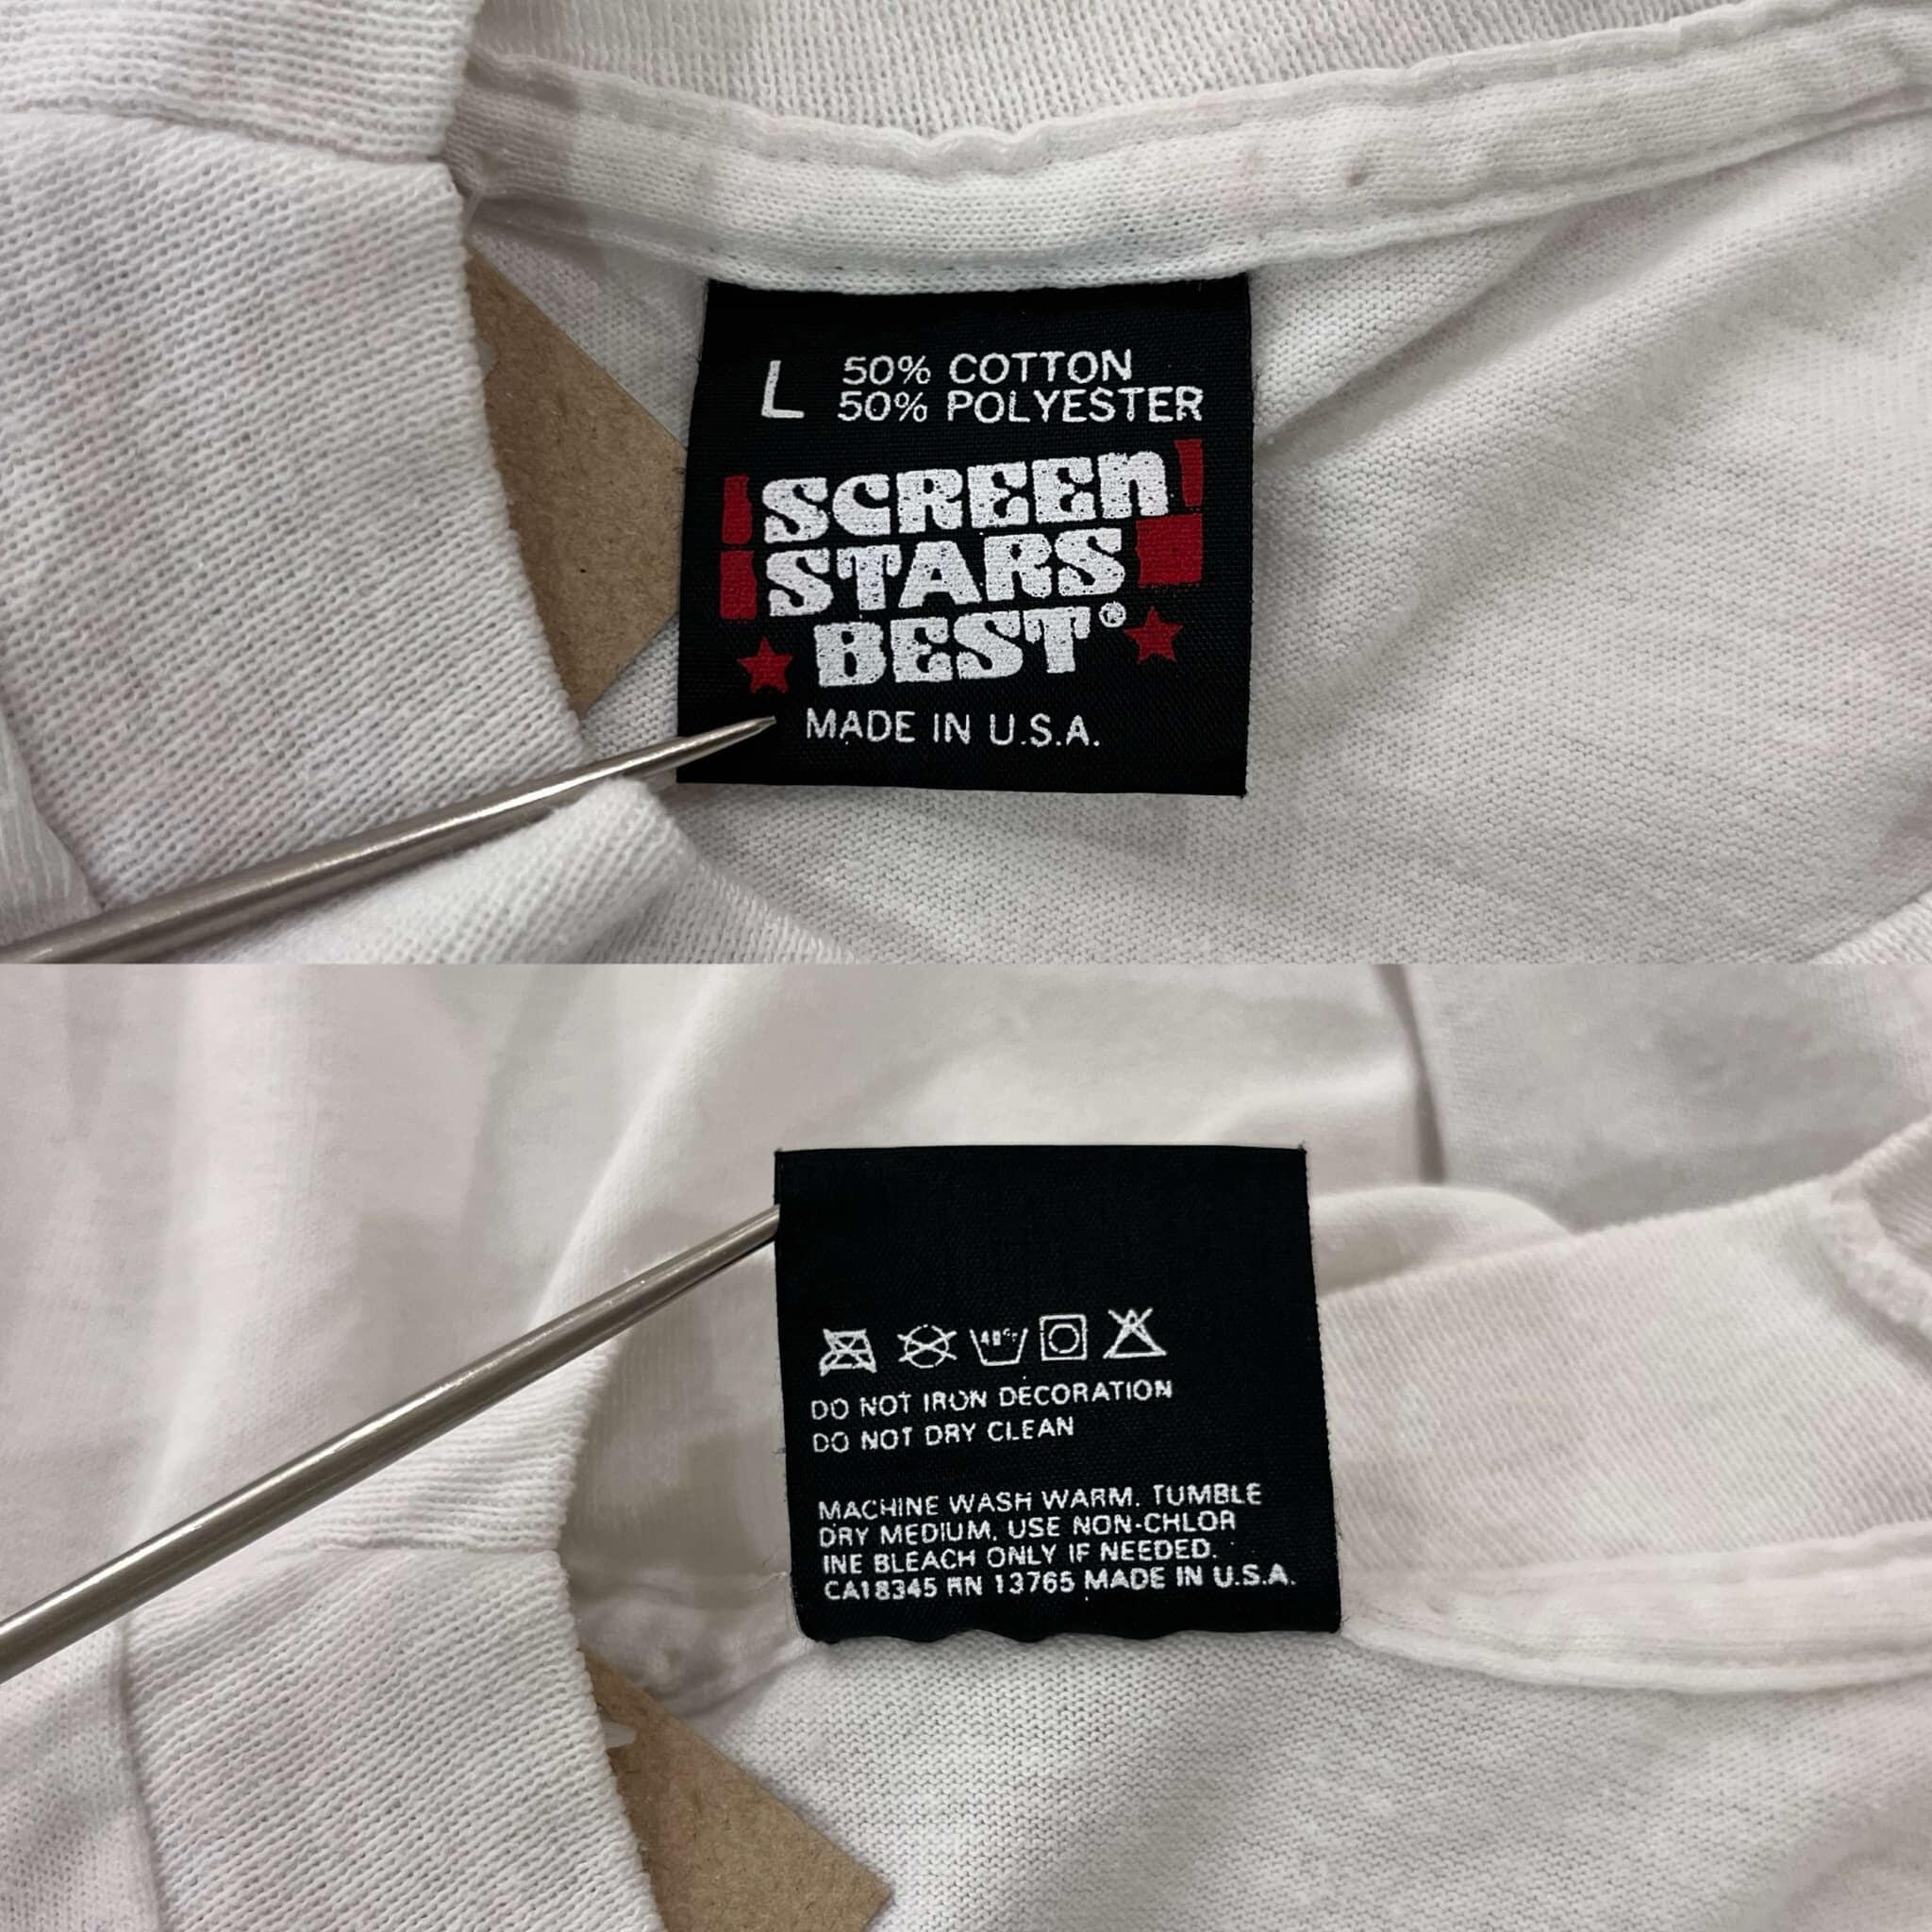 L 50% COTTON
50% POLYESTER
SCREEN
STARS
BEST®
MADE IN U.S.A.
40°C
DO NOT IRON DECORATION
DO NOT DRY CLEAN
MACHINE WASH WARM. TUMBLE
DRY MEDIUM. USE NON-CHLOR
INE BLEACH ONLY IF NEEDED.
CA18345 RN 13765 MADE IN U.S.A.